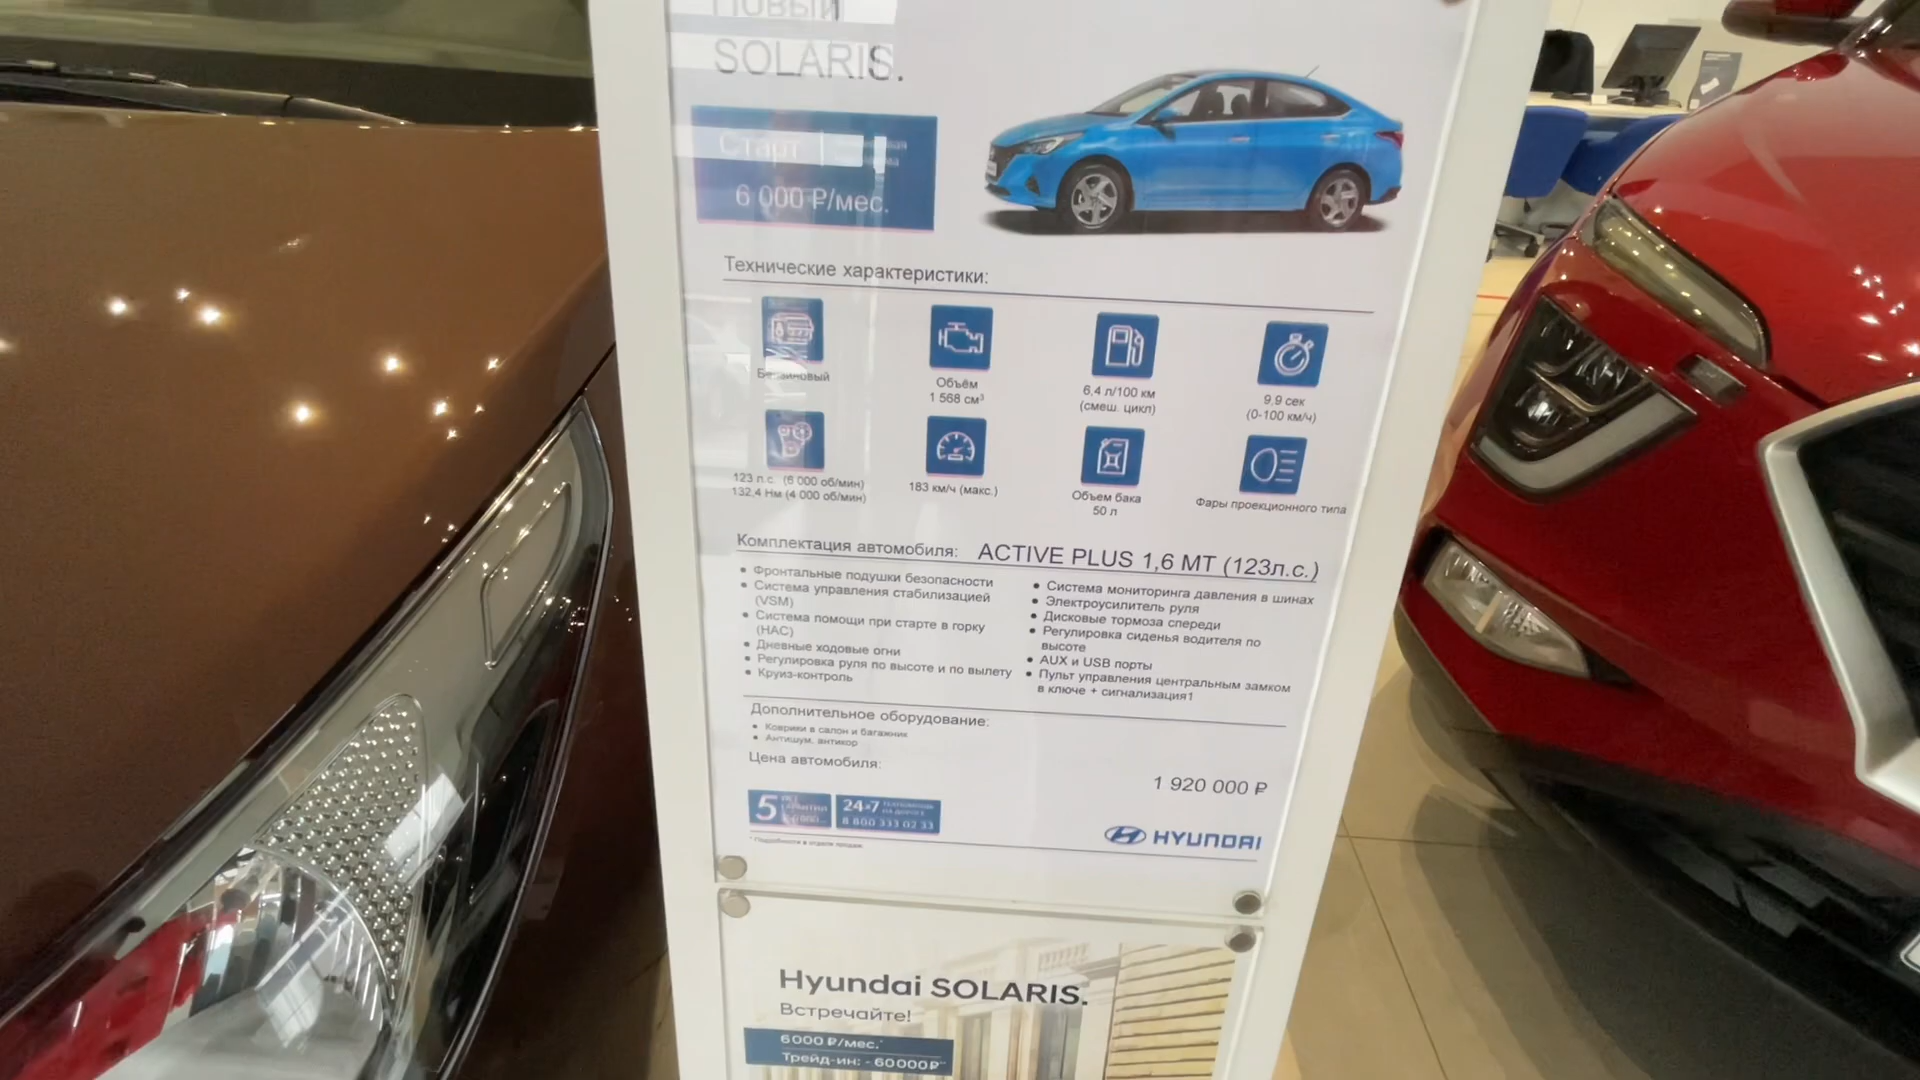 Новый
SOLARIS.
Старт
6 000 ₽/мес.
Технические характеристики:
Бензиновый
Объём
1 568 см³
6,4 л/100 км
(смеш. цикл)
9,9 сек
(0-100 км/ч)
123 л.с. (6 000 об/мин)
132,4 Нм (4 000 об/мин)
183 км/ч (макс.)
Объем бака
50 л
Фары проекционного типа
Комплектация автомобиля: ACTIVE PLUS 1,6 MT (123л.с.)
• Фронтальные подушки безопасности
• Система управления стабилизацией
(VSM)
• Система помощи при старте в горку
(HAC)
• Дневные ходовые огни
• Регулировка руля по высоте и по вылету
• Круиз-контроль
• Система мониторинга давления в шинах
• Электроусилитель руля
• Дисковые тормоза спереди
• Регулировка сиденья водителя по
высоте
• AUX и USB порты
• Пульт управления центральным замком
в ключе + сигнализация1
Дополнительное оборудование:
• Коврики в салон и багажник
• Антишум, антикор
Цена автомобиля:
1 920 000 ₽
5
24×7
8 800 333 02 33
HYUNDAI
* Подробности в отделе продаж
Hyundai SOLARIS.
Встречайте!
6000 ₽/мес.*
Трейд-ин: - 60000₽**